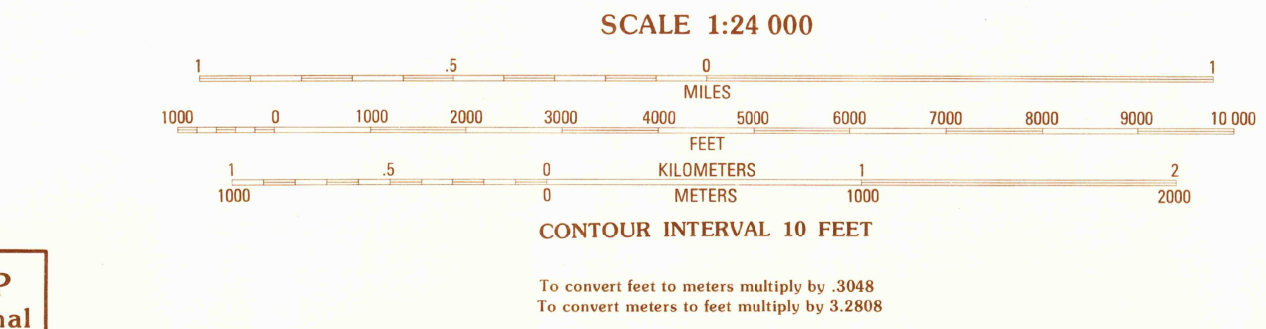 SCALE 1:24 000
1 .5 0 1
MILES
1000 0 1000 2000 3000 4000 5000 6000 7000 8000 9000 10 000
FEET
1 .5 0 KILOMETERS 1 2
1000 0 METERS 1000 2000
CONTOUR INTERVAL 10 FEET
To convert feet to meters multiply by .3048
To convert meters to feet multiply by 3.2808